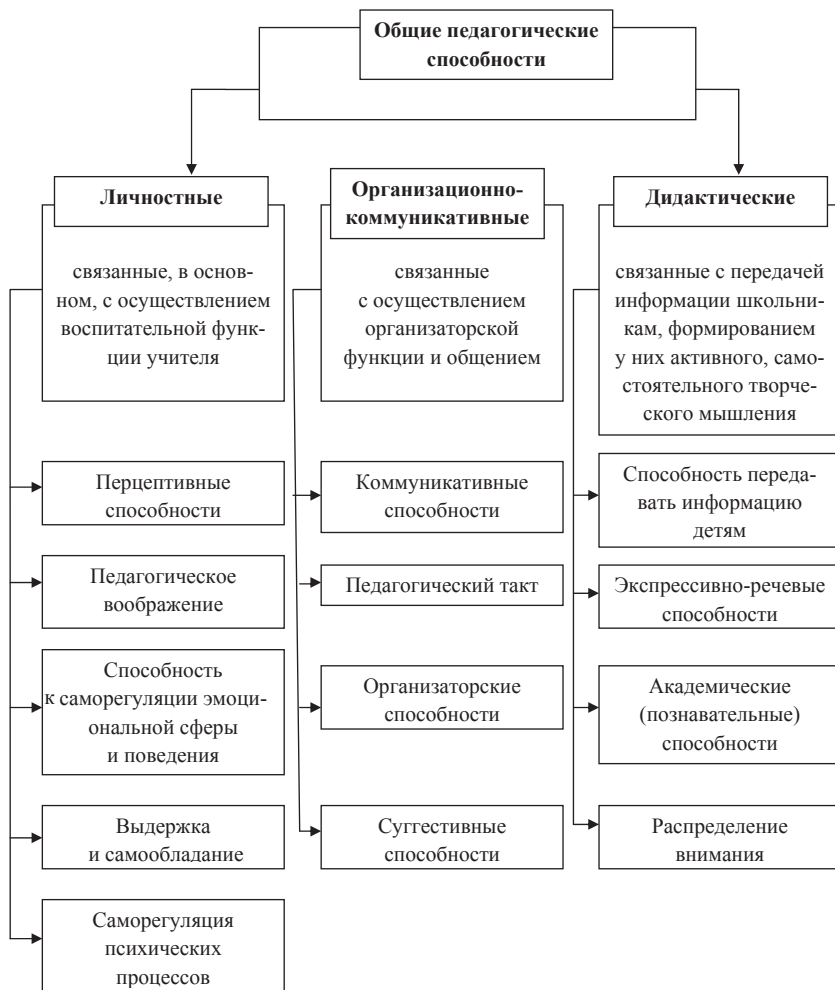 Общие педагогические
способности
Личностные
связанные, в основ-
ном, с осуществлением
воспитательной функ-
ции учителя
Организационно-
коммуникативные
связанные
с осуществлением
организаторской
функции и общением
Дидактические
связанные с передачей
информации школьни-
кам, формированием
у них активного, само-
стоятельного творче-
ского мышления
Перцептивные
способности
Педагогическое
воображение
Способность
к саморегуляции эмоци-
ональной сферы
и поведения
Выдержка
и самообладание
Саморегуляция
психических
процессов
Коммуникативные
способности
Педагогический такт
Организаторские
способности
Суггестивные
способности
Способность переда-
вать информацию
детям
Экспрессивно-речевые
способности
Академические
(познавательные)
способности
Распределение
внимания